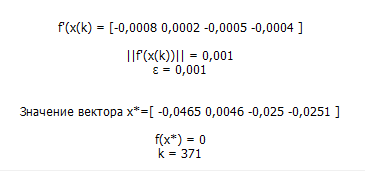 f'(x(k) = [-0,0008 0,0002 -0,0005 -0,0004 ]
||f'(x(k))|| = 0,001
ε = 0,001
Значение вектора x*=[ -0,0465 0,0046 -0,025 -0,0251 ]
f(x*) = 0
k = 371